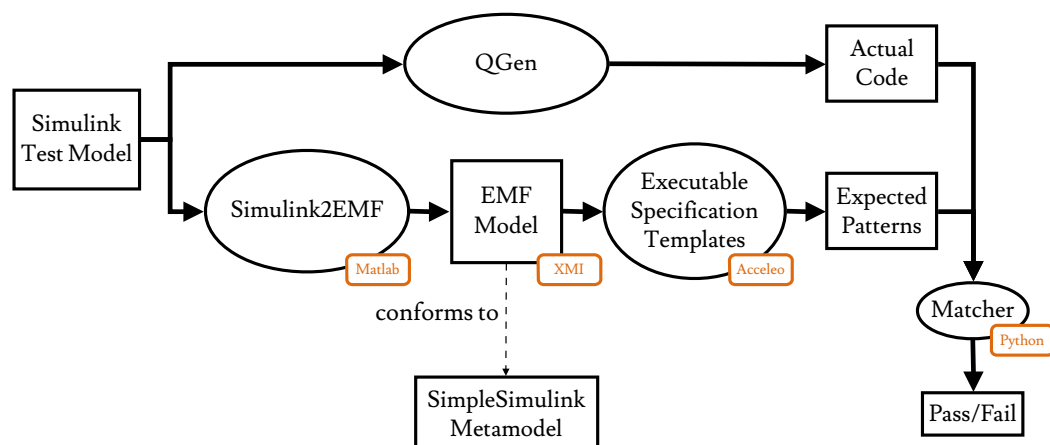 QGen
Actual
Code
Simulink
Test Model
Simulink2EMF
Matlab
EMF
Model
XMI
Executable
Specification
Templates
Acceleo
Expected
Patterns
conforms to
Matcher
Python
SimpleSimulink
Metamodel
Pass/Fail